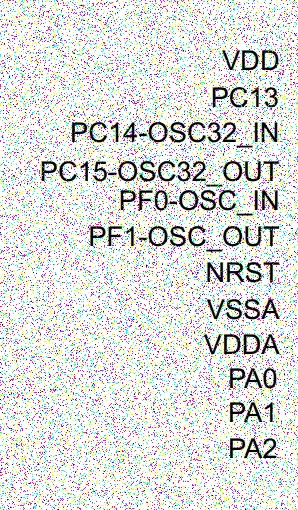 VDD
PC13
PC14-OSC32_IN
PC15-OSC32_OUT
PF0-OSC_IN
PF1-OSC_OUT
NRST
VSSA
VDDA
PA0
PA1
PA2